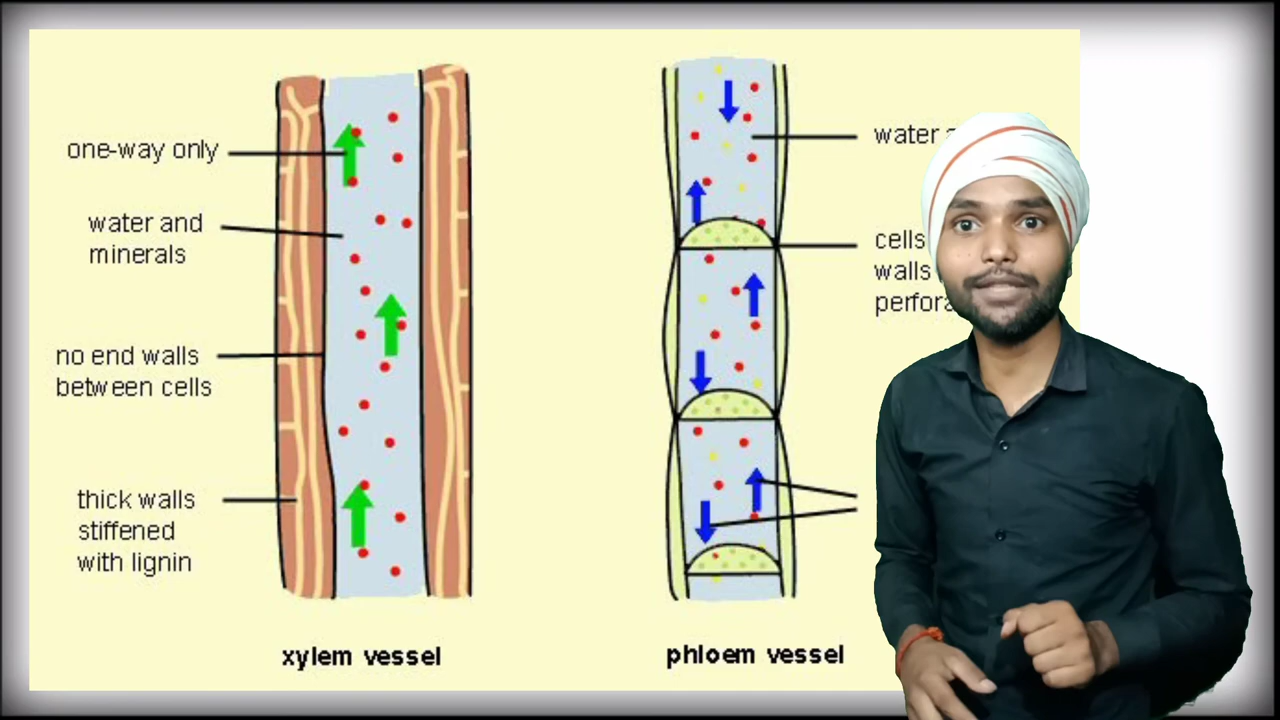 one-way only
water and
minerals
no end walls
between cells
thick walls
stiffened
with lignin
xylem vessel
water
cells
walls
phloem vessel